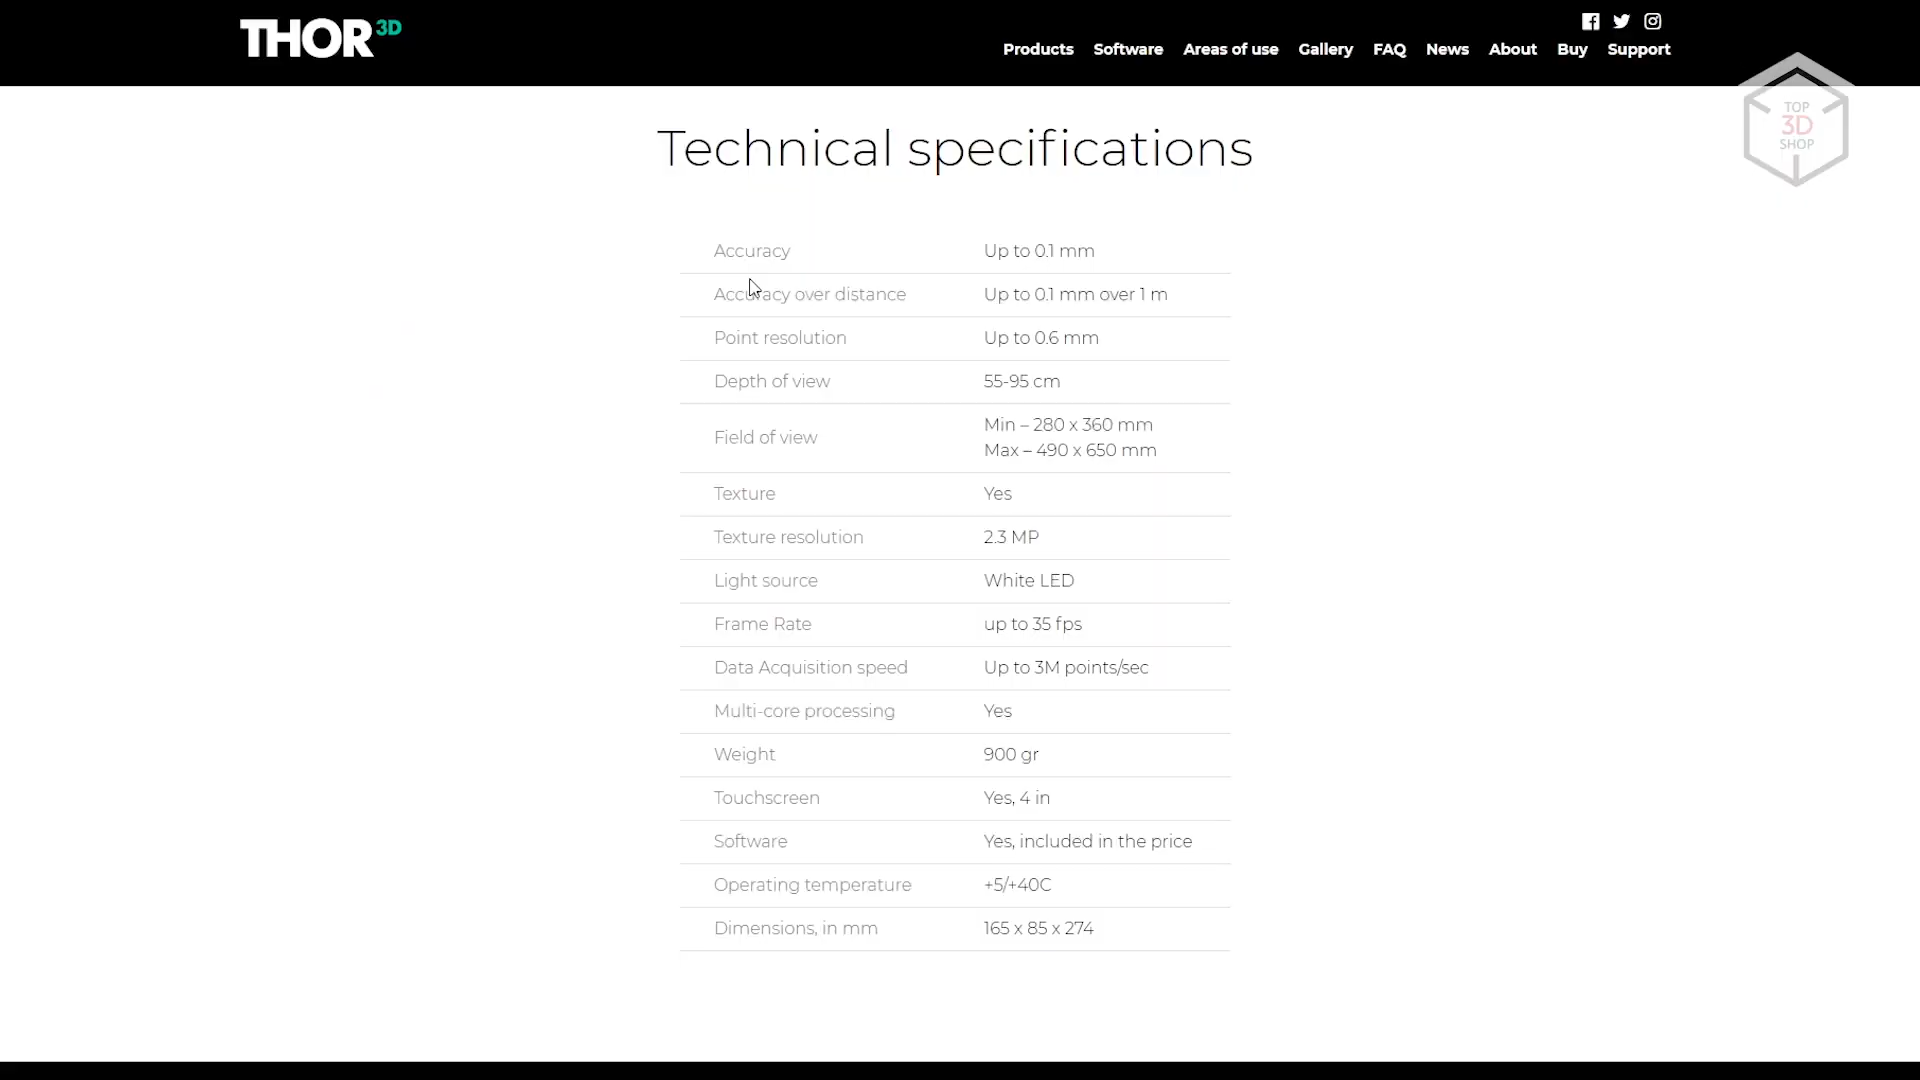 THOR 3D
Products Software Areas of use Gallery FAQ News About Buy Support
TOP
3D
SHOP
Technical specifications
Accuracy Up to 0.1 mm
Accuracy over distance Up to 0.1 mm over 1 m
Point resolution Up to 0.6 mm
Depth of view 55-95 cm
Field of view Min – 280 x 360 mm
Max – 490 x 650 mm
Texture Yes
Texture resolution 2.3 MP
Light source White LED
Frame Rate up to 35 fps
Data Acquisition speed Up to 3M points/sec
Multi-core processing Yes
Weight 900 gr
Touchscreen Yes, 4 in
Software Yes, included in the price
Operating temperature +5/+40C
Dimensions, in mm 165 x 85 x 274